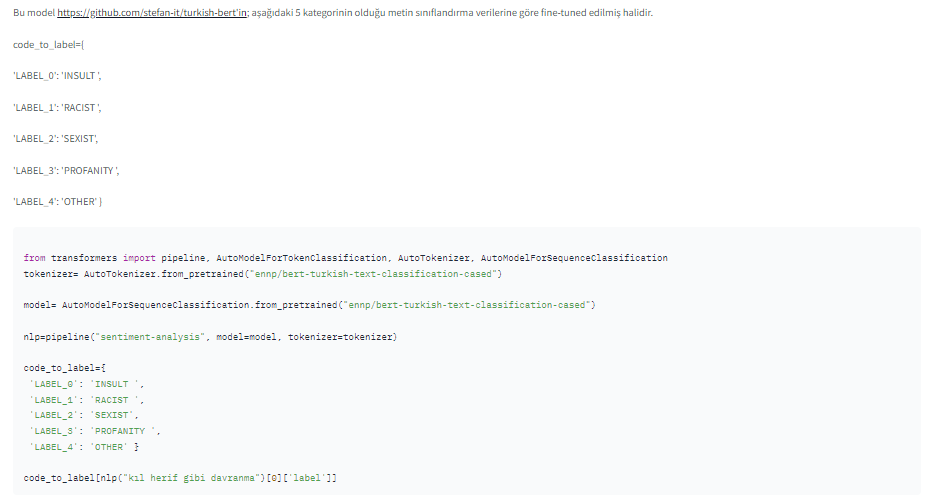 Bu model https://github.com/stefan-it/turkish-bert'in; aşağıdaki 5 kategorinin olduğu metin sınıflandırma verilerine göre fine-tuned edilmiş halidir.
code_to_label={
'LABEL_0': 'INSULT ',
'LABEL_1': 'RACIST ',
'LABEL_2': 'SEXIST',
'LABEL_3': 'PROFANITY ',
'LABEL_4': 'OTHER' }
from transformers import pipeline, AutoModelForTokenClassification, AutoTokenizer, AutoModelForSequenceClassification
tokenizer= AutoTokenizer.from_pretrained("ennp/bert-turkish-text-classification-cased")
model= AutoModelForSequenceClassification.from_pretrained("ennp/bert-turkish-text-classification-cased")
nlp=pipeline("sentiment-analysis", model=model, tokenizer=tokenizer)
code_to_label={
'LABEL_0': 'INSULT ',
'LABEL_1': 'RACIST ',
'LABEL_2': 'SEXIST',
'LABEL_3': 'PROFANITY ',
'LABEL_4': 'OTHER' }
code_to_label[nlp("kıl herif gibi davranma")[0]['label']]